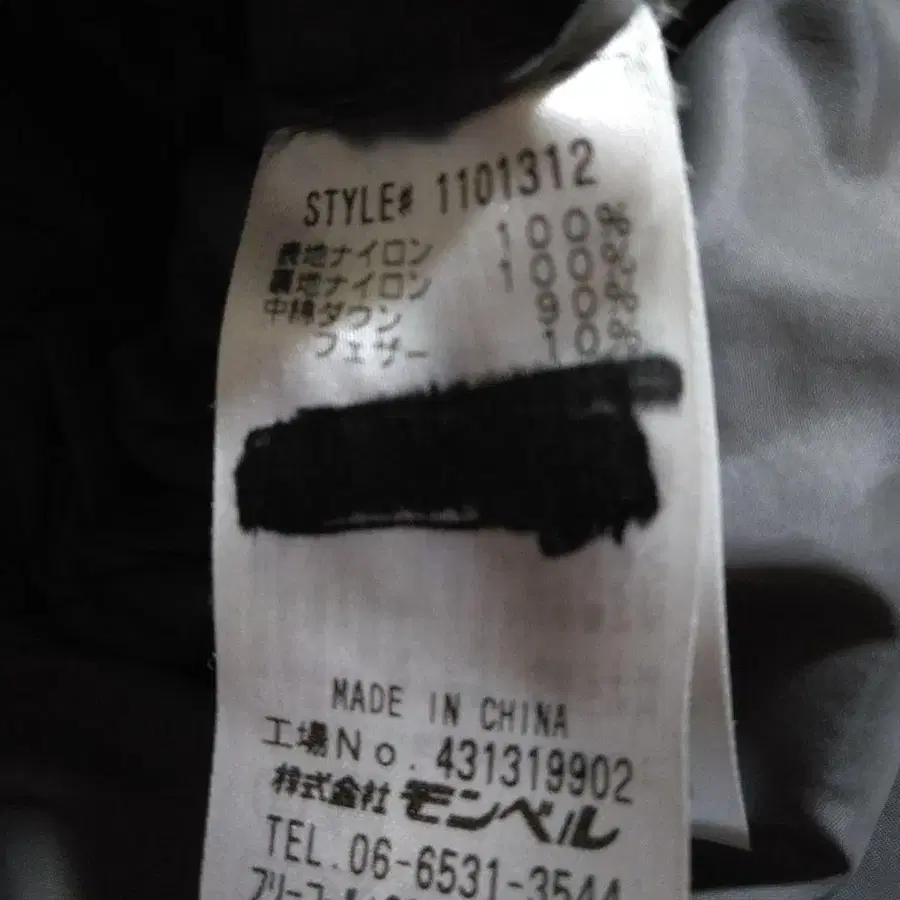 STYLE# 1101312
表地ナイロン 100%
裏地ナイロン 100%
中綿ダウン 90%
フェザー 10%
MADE IN CHINA
工場No. 431319902
株式会社 モンベル
TEL. 06-6531-3544